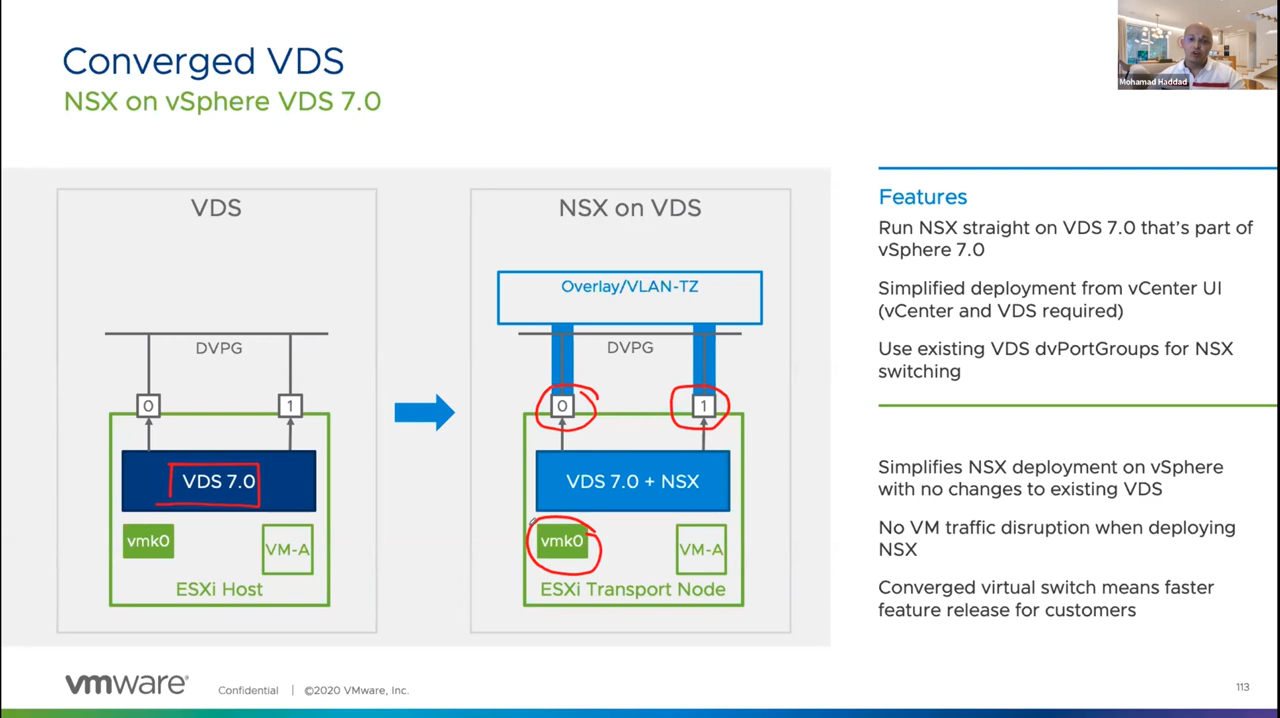 Converged VDS
NSX on vSphere VDS 7.0
Mohamad Haddad
VDS
DVPG
0
1
VDS 7.0
vmk0
VM-A
ESXi Host
NSX on VDS
Overlay/VLAN-TZ
DVPG
0
1
VDS 7.0 + NSX
vmk0
VM-A
ESXi Transport Node
Features
Run NSX straight on VDS 7.0 that's part of
vSphere 7.0
Simplified deployment from vCenter UI
(vCenter and VDS required)
Use existing VDS dvPortGroups for NSX
switching
Simplifies NSX deployment on vSphere
with no changes to existing VDS
No VM traffic disruption when deploying
NSX
Converged virtual switch means faster
feature release for customers
vmware®
Confidential | ©2020 VMware, Inc.
113